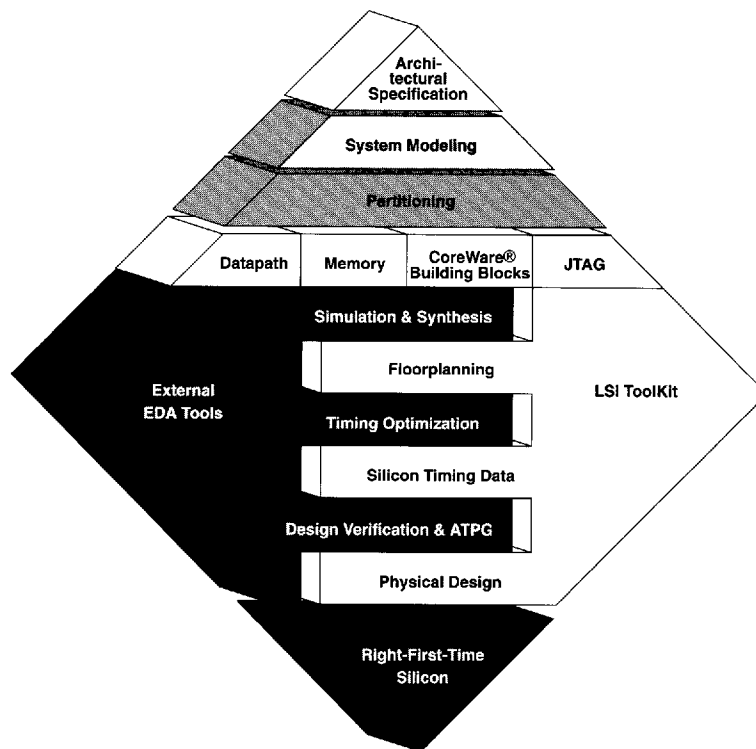 Archi-
tectural
Specification
System Modeling
Partitioning
Datapath
Memory
CoreWare®
Building Blocks
JTAG
Simulation & Synthesis
Floorplanning
External
EDA Tools
LSI ToolKit
Timing Optimization
Silicon Timing Data
Design Verification & ATPG
Physical Design
Right-First-Time
Silicon